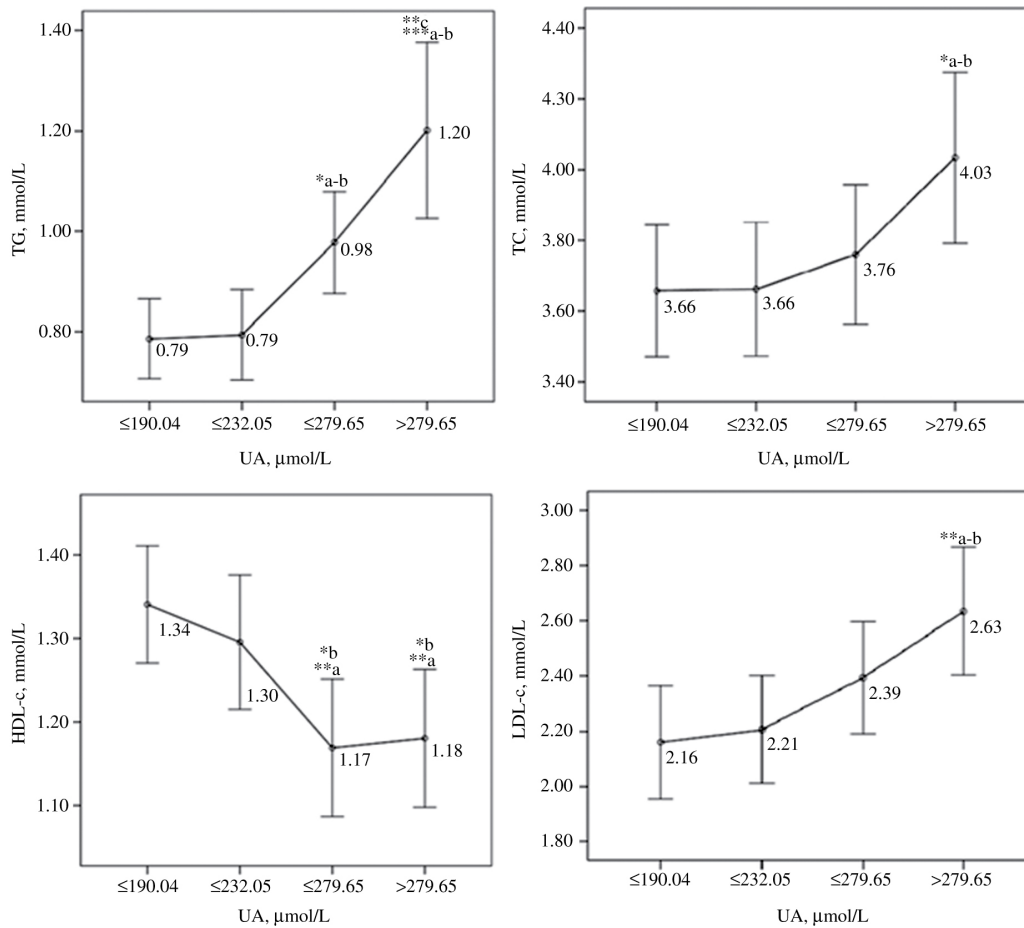 **c
***a-b
1.40
1.20
1.00
0.80
TG, mmol/L
*a-b
1.20
0.98
0.79
0.79
≤190.04 ≤232.05 ≤279.65 >279.65
UA, μmol/L
4.40
4.30
4.00
3.80
3.60
3.40
TC, mmol/L
*a-b
4.03
3.76
3.66
3.66
≤190.04 ≤232.05 ≤279.65 >279.65
UA, μmol/L
1.40
1.30
1.20
1.10
HDL-c, mmol/L
1.34
1.30
*b
**a
1.17
*b
**a
1.18
≤190.04 ≤232.05 ≤279.65 >279.65
UA, μmol/L
3.00
2.80
2.60
2.40
2.20
2.00
1.80
LDL-c, mmol/L
**a-b
2.63
2.39
2.21
2.16
≤190.04 ≤232.05 ≤279.65 >279.65
UA, μmol/L